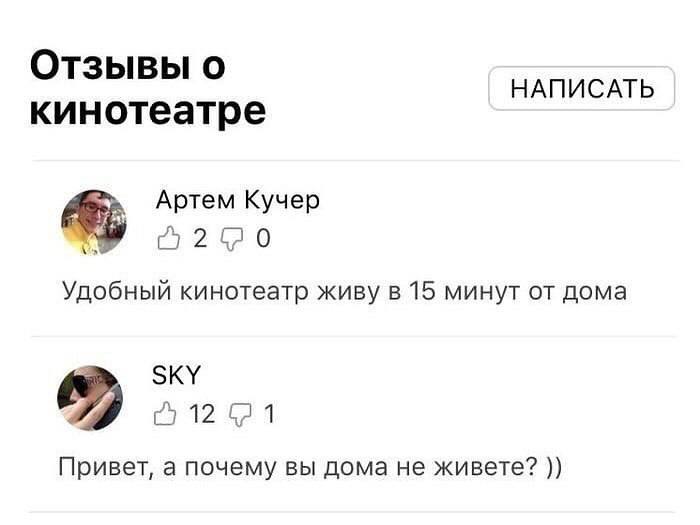 Отзывы о
кинотеатре
НАПИСАТЬ
Артем Кучер
2 0
Удобный кинотеатр живу в 15 минут от дома
SKY
12 1
Привет, а почему вы дома не живете? ))